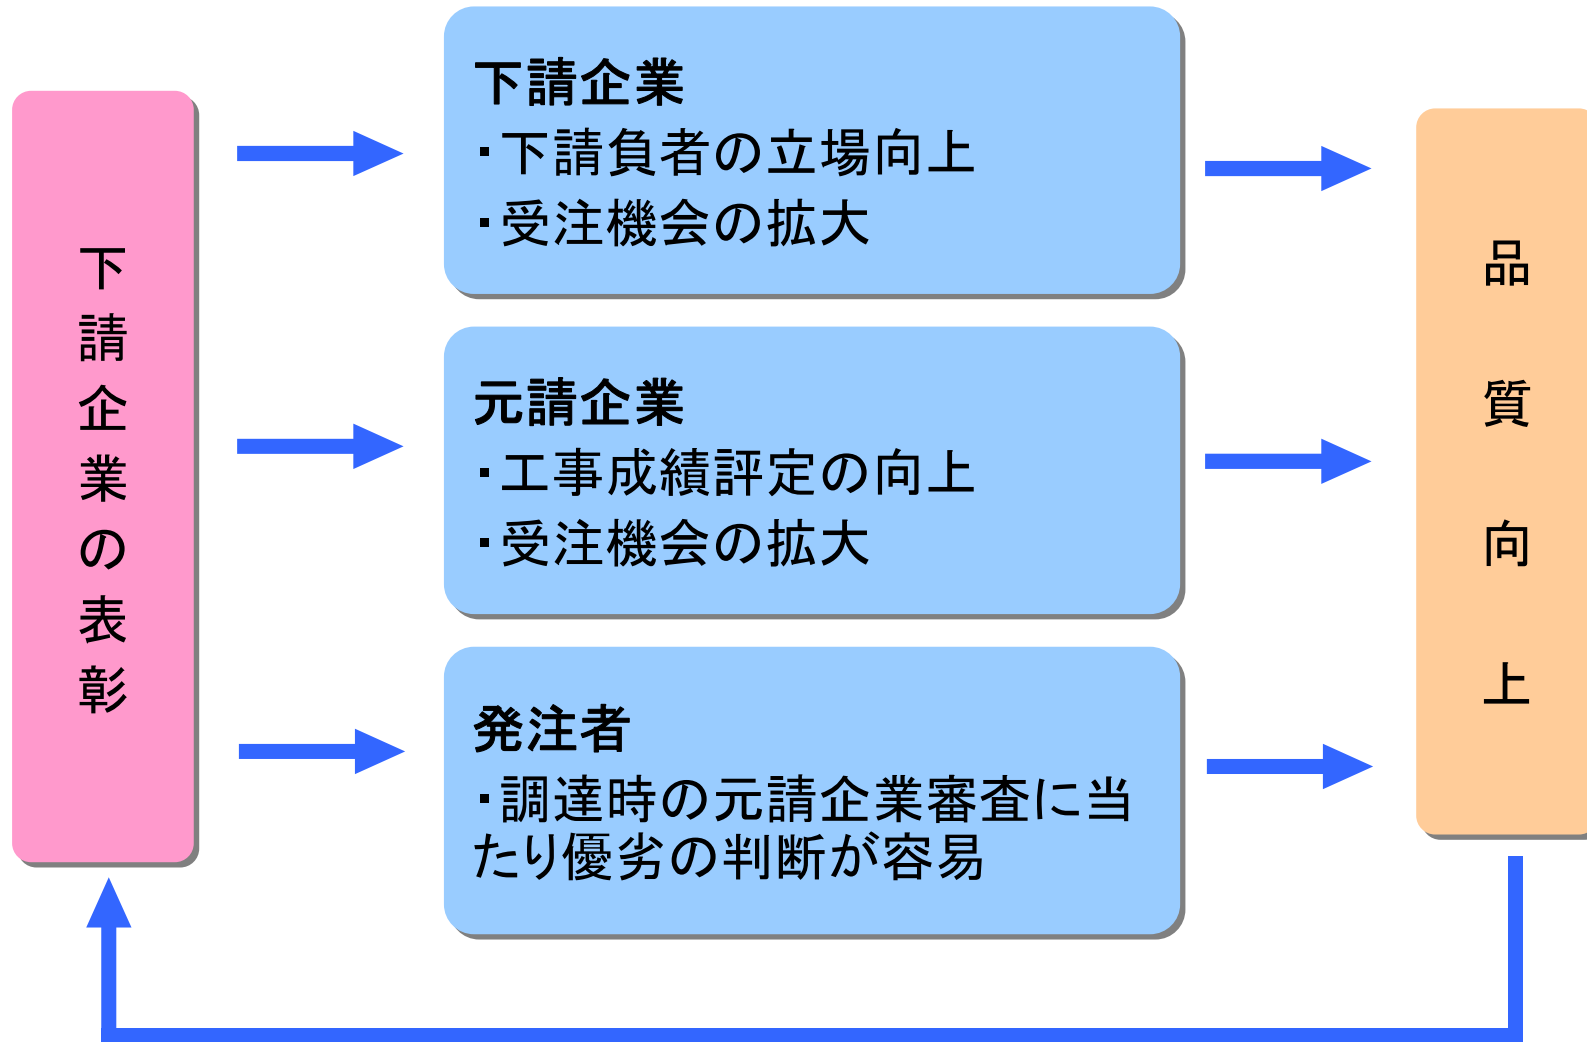 下請企業の表彰
下請企業
・下請負者の立場向上
・受注機会の拡大
元請企業
・工事成績評定の向上
・受注機会の拡大
発注者
・調達時の元請企業審査に当
たり優劣の判断が容易
品質向上